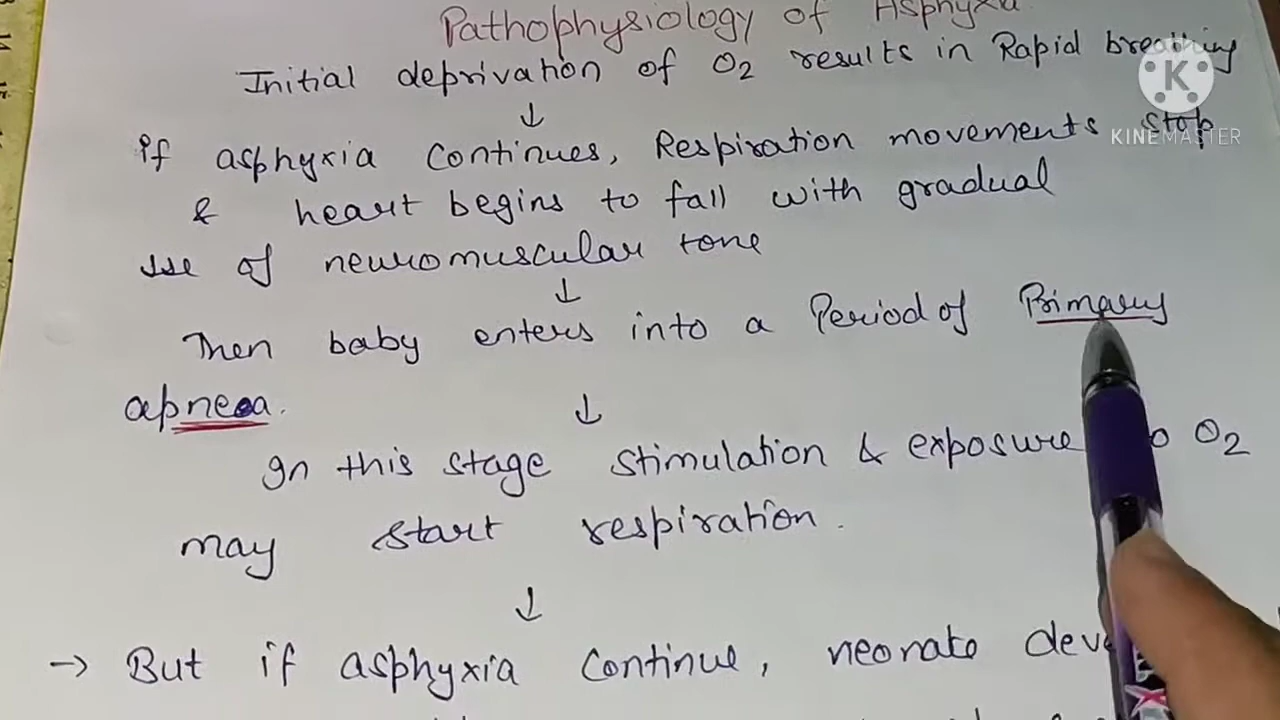 Pathophysiology of Asphyxia
Initial deprivation of O2 results in Rapid breathing
↓
if asphyxia continues, Respiration movements stop
& heart begins to fall with gradual
use of neuromuscular tone
↓
Then baby enters into a Period of Primary
apnea.
↓
In this stage stimulation & exposure to O2
may start respiration.
↓
→ But if asphyxia continue, neonate
K
KINEMASTER